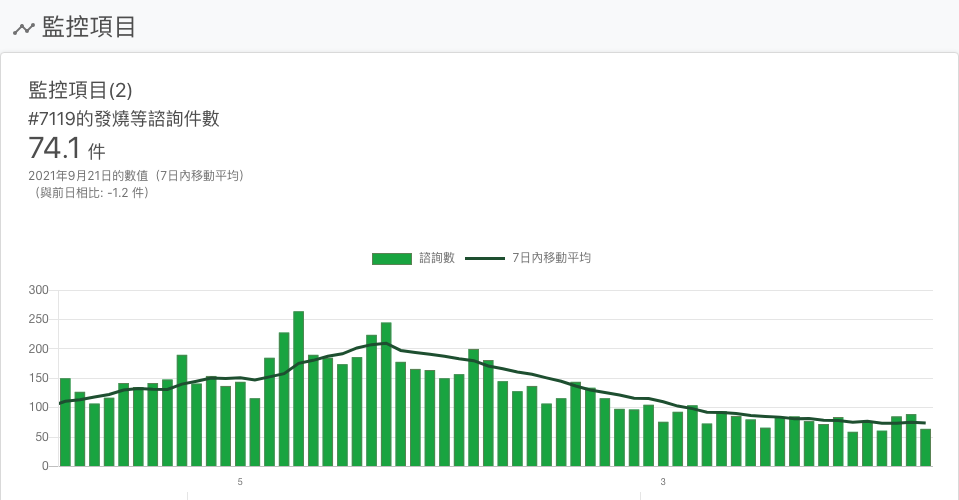 監控項目
監控項目(2)
#7119的發燒等諮詢件數
74.1 件
2021年9月21日的數值（7日內移動平均）
（與前日相比: -1.2 件）
諮詢數 7日內移動平均
300
250
200
150
100
50
0
5 3